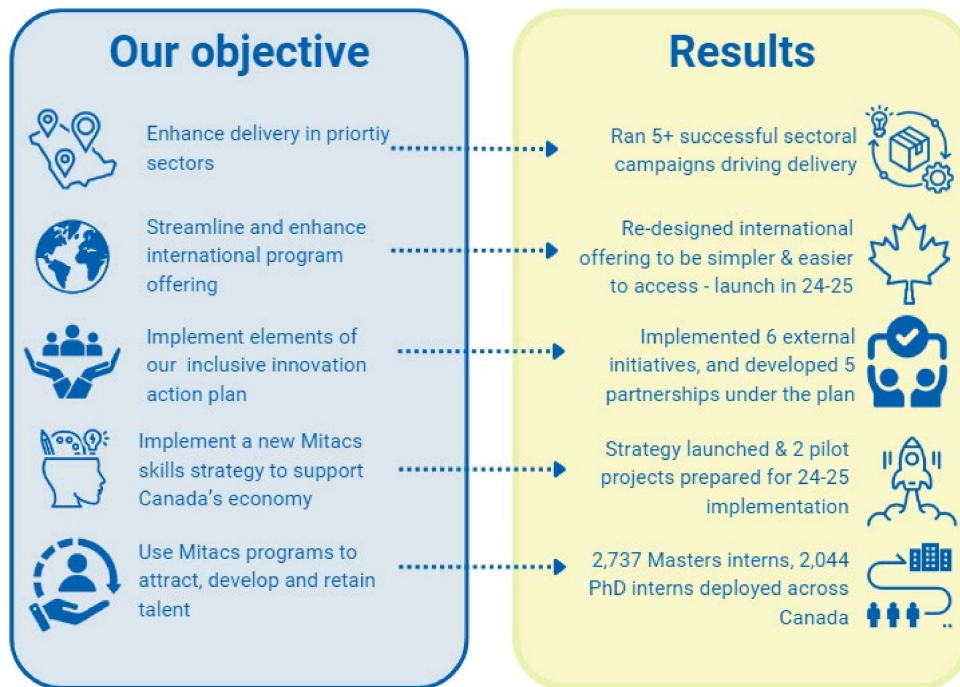 Our objective
Results
Enhance delivery in priortiy
sectors
Ran 5+ successful sectoral
campaigns driving delivery
Streamline and enhance
international program
offering
Re-designed international
offering to be simpler & easier
to access - launch in 24-25
Implement elements of
our inclusive innovation
action plan
Implemented 6 external
initiatives, and developed 5
partnerships under the plan
Implement a new Mitacs
skills strategy to support
Canada's economy
Strategy launched & 2 pilot
projects prepared for 24-25
implementation
Use Mitacs programs to
attract, develop and retain
talent
2,737 Masters interns, 2,044
PhD interns deployed across
Canada